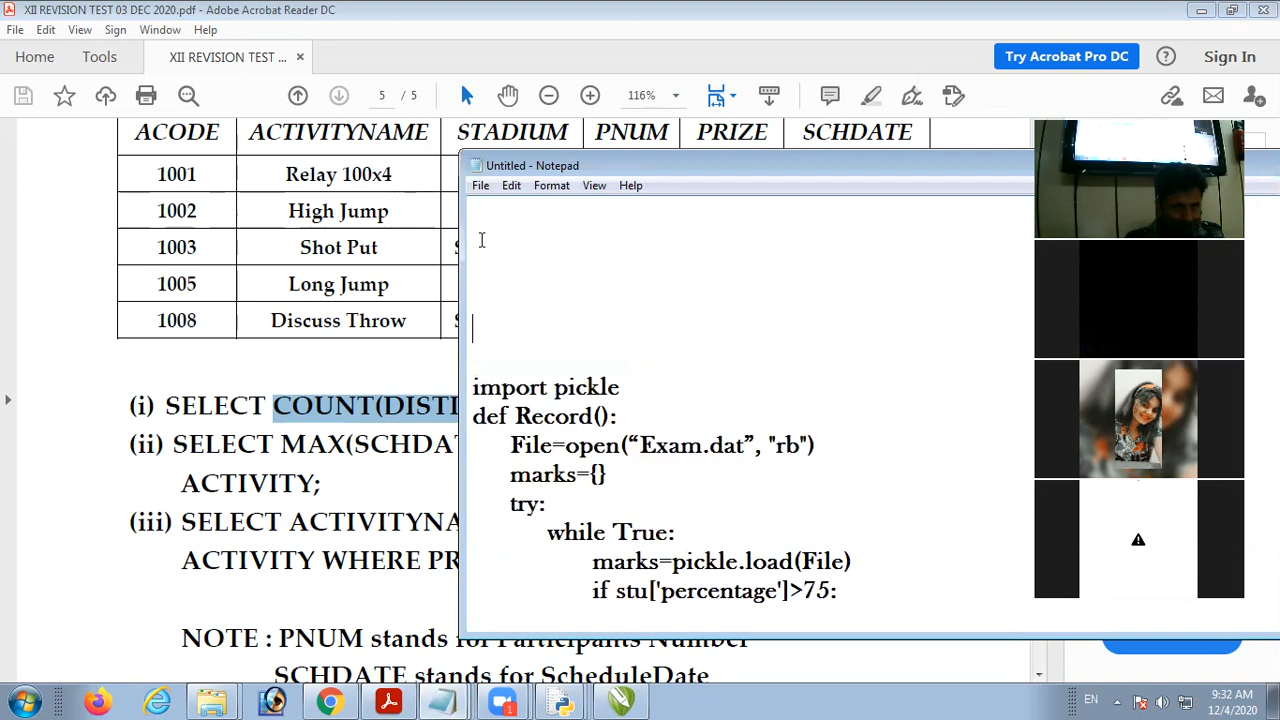 XII REVISION TEST 03 DEC 2020.pdf - Adobe Acrobat Reader DC
File Edit View Sign Window Help
Home Tools XII REVISION TEST ... × Try Acrobat Pro DC Sign In
5 / 5 116%
ACODE ACTIVITYNAME STADIUM PNUM PRIZE SCHDATE
1001 Relay 100x4
1002 High Jump
1003 Shot Put S
1005 Long Jump
1008 Discuss Throw S
(i) SELECT COUNT(DISTI
(ii) SELECT MAX(SCHDAT
ACTIVITY;
(iii) SELECT ACTIVITYNA
ACTIVITY WHERE PR
NOTE : PNUM stands for Participants Number
SCHDATE stands for ScheduleDate
Untitled - Notepad
File Edit Format View Help
import pickle
def Record():
File=open(“Exam.dat”, "rb")
marks={}
try:
while True:
marks=pickle.load(File)
if stu['percentage']>75:
EN 9:32 AM
12/4/2020